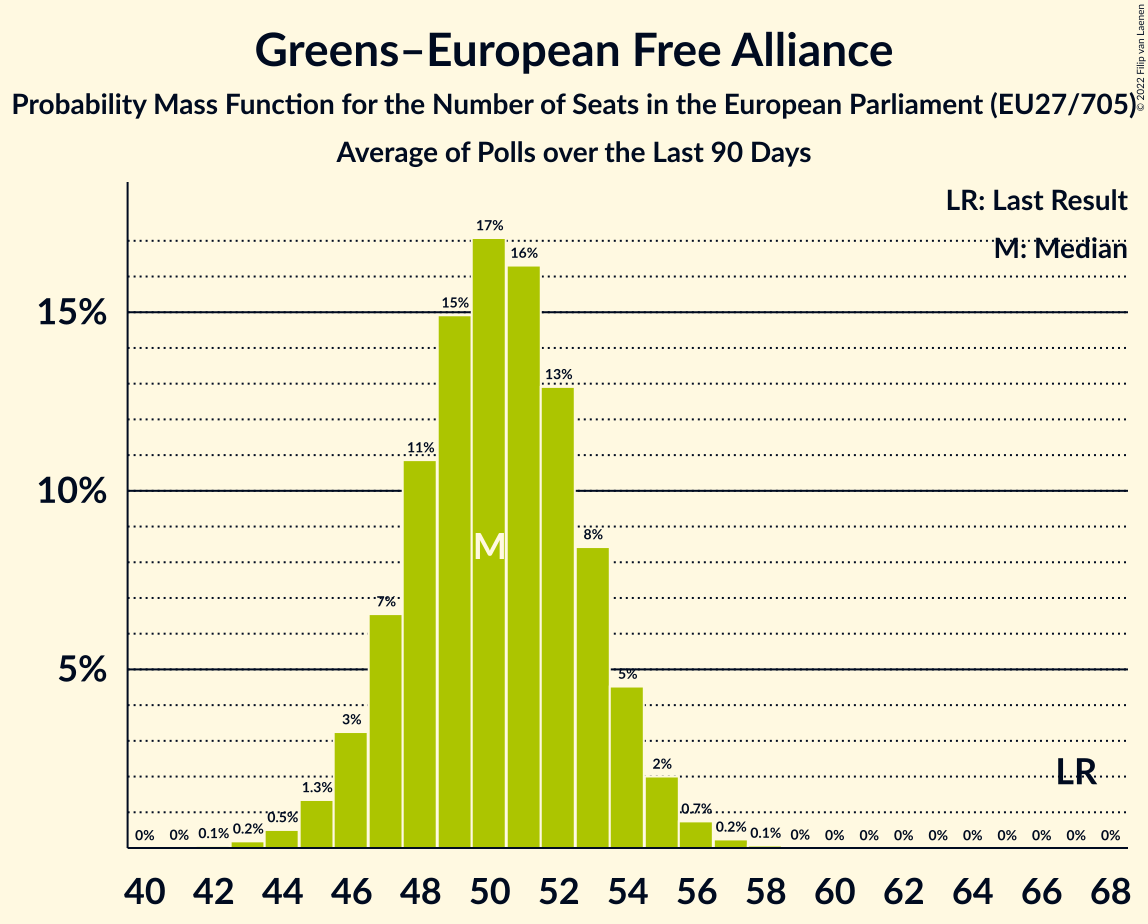 Greens–European Free Alliance
Probability Mass Function for the Number of Seats in the European Parliament (EU27/705)
Average of Polls over the Last 90 Days
© 2022 Filip van Laenen
LR: Last Result
M: Median
17%
16%
15%
15%
13%
11%
10%
8%
M
7%
5%
5%
3%
2%
LR
1.3%
0.7%
0.5%
0% 0% 0.1% 0.2% 0.2% 0.1% 0% 0% 0% 0% 0% 0% 0% 0% 0% 0%
40 42 44 46 48 50 52 54 56 58 60 62 64 66 68